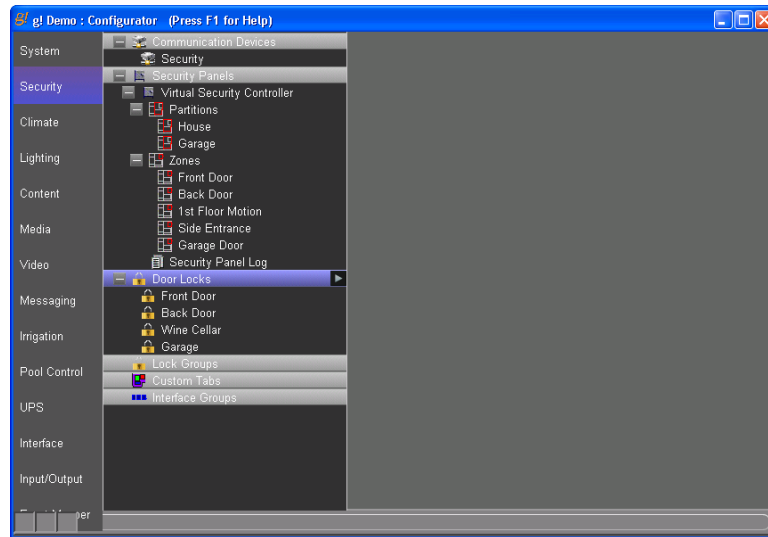 g! g! Demo : Configurator (Press F1 for Help)
System
Security
Climate
Lighting
Content
Media
Video
Messaging
Irrigation
Pool Control
UPS
Interface
Input/Output
Communication Devices
Security
Security Panels
Virtual Security Controller
Partitions
House
Garage
Zones
Front Door
Back Door
1st Floor Motion
Side Entrance
Garage Door
Security Panel Log
Door Locks
Front Door
Back Door
Wine Cellar
Garage
Lock Groups
Custom Tabs
Interface Groups